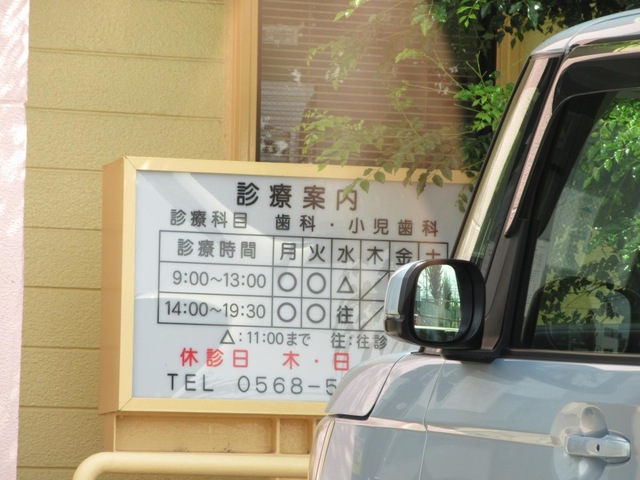 診療案内
診療科目 歯科・小児歯科
診療時間 月 火 水 木 金 土
9:00〜13:00 ○ ○ △ ／
14:00〜19:30 ○ ○ 往 ／
△:11:00まで 往:往診
休診日 木・日
TEL 0568-5